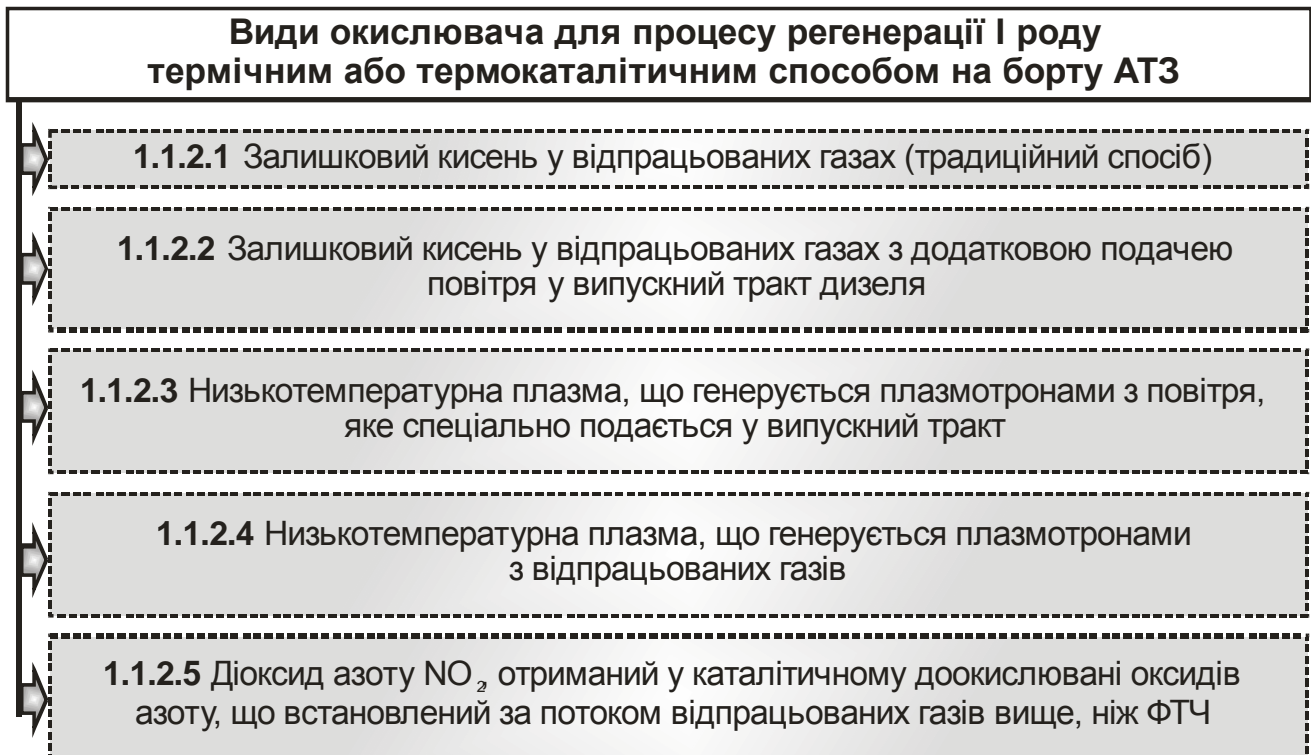 Види окислювача для процесу регенерації І роду
термічним або термокаталітичним способом на борту АТЗ
1.1.2.1 Залишковий кисень у відпрацьованих газах (традиційний спосіб)
1.1.2.2 Залишковий кисень у відпрацьованих газах з додатковою подачею
повітря у випускний тракт дизеля
1.1.2.3 Низькотемпературна плазма, що генерується плазмотронами з повітря,
яке спеціально подається у випускний тракт
1.1.2.4 Низькотемпературна плазма, що генерується плазмотронами
з відпрацьованих газів
1.1.2.5 Діоксид азоту NO₂, отриманий у каталітичному доокислювані оксидів
азоту, що встановлений за потоком відпрацьованих газів вище, ніж ФТЧ